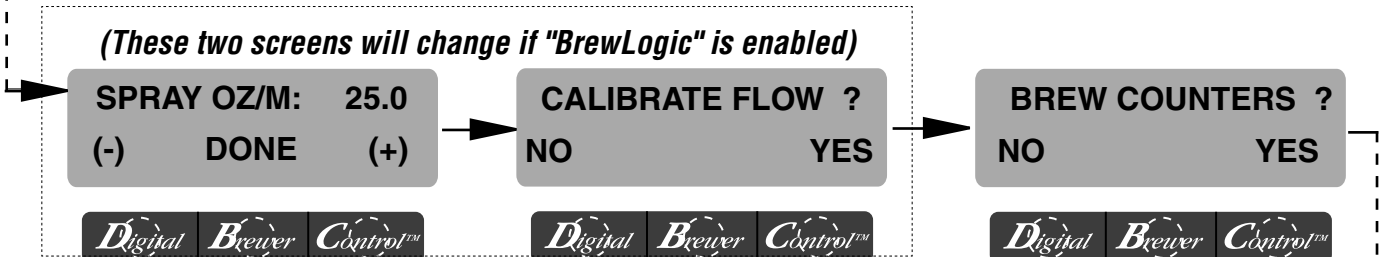 (These two screens will change if "BrewLogic" is enabled)
SPRAY OZ/M: 25.0
(-) DONE (+)
CALIBRATE FLOW ?
NO YES
BREW COUNTERS ?
NO YES
Digital Brewer Control™
Digital Brewer Control™
Digital Brewer Control™